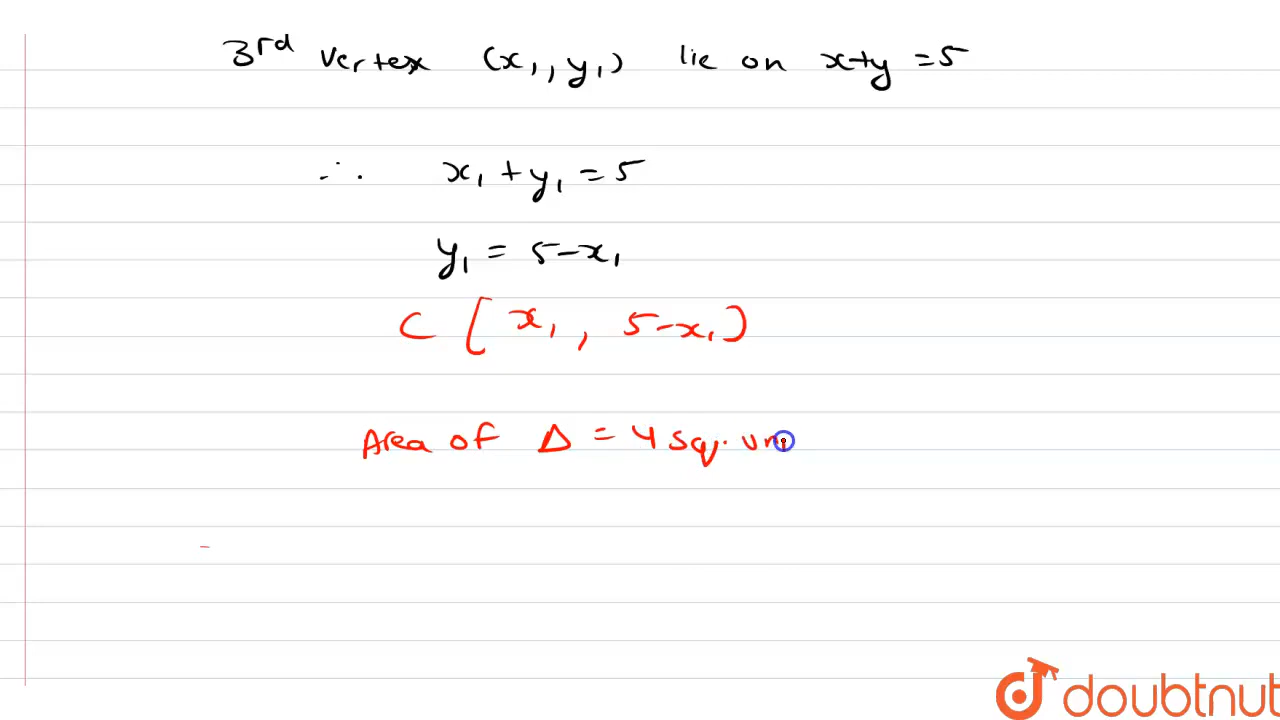 3rd vertex (x₁, y₁) lie on x+y = 5
∴ x₁ + y₁ = 5
y₁ = 5-x₁
C [x₁, 5-x₁)
Area of Δ = 4 sq. uni
doubtnut